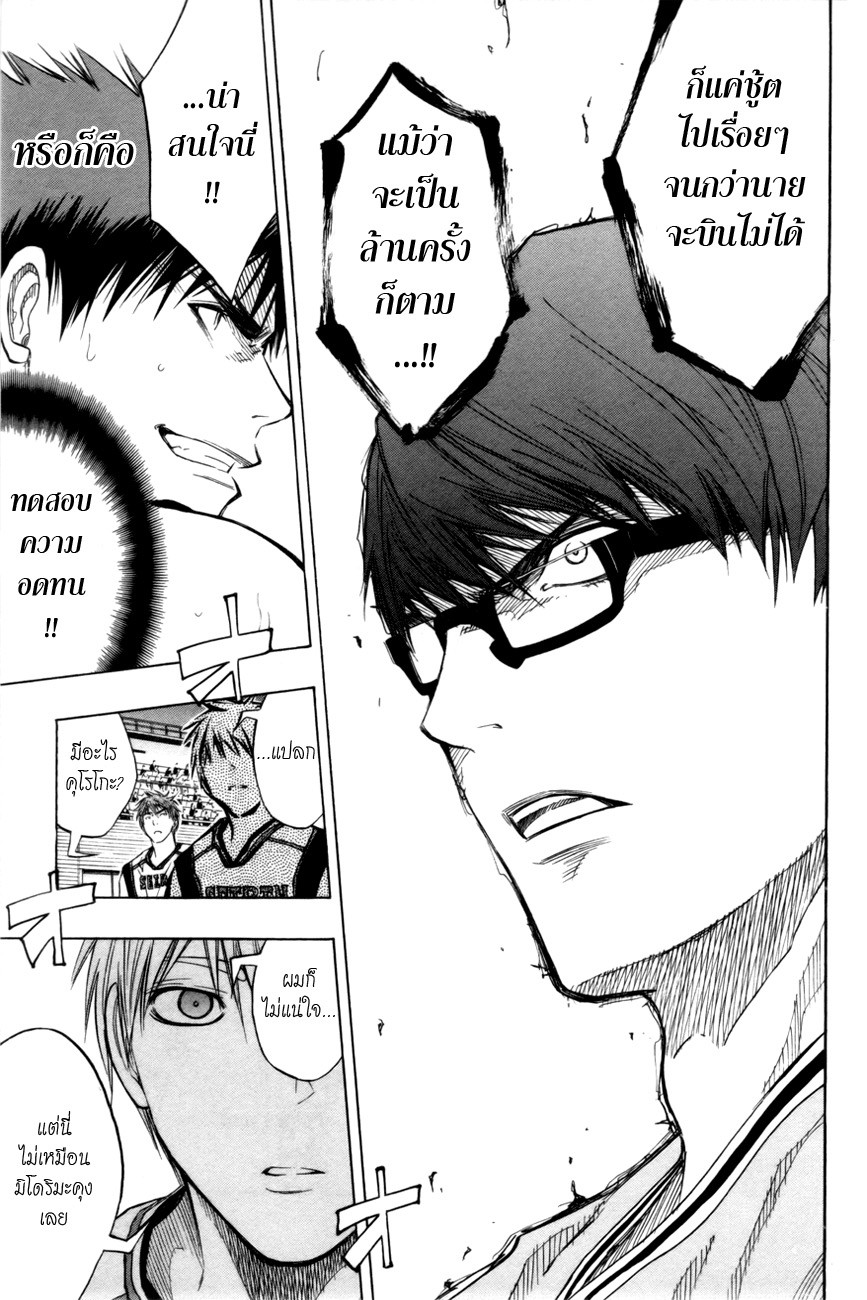 ก็แค่ชู้ต
ไปเรื่อยๆ
จนกว่านาย
จะบินไม่ได้
แม้ว่า
จะเป็น
ล้านครั้ง
ก็ตาม
...!!
...น่า
สนใจนี่
!!
หรือก็คือ
ทดสอบ
ความ
อดทน
!!
オ
...แปลก
มีอะไร
คุโรโกะ?
SEIRIN
オ
ผมก็
ไม่แน่ใจ...
แต่นี่
ไม่เหมือน
มิโดริมะคุง
เลย
オ